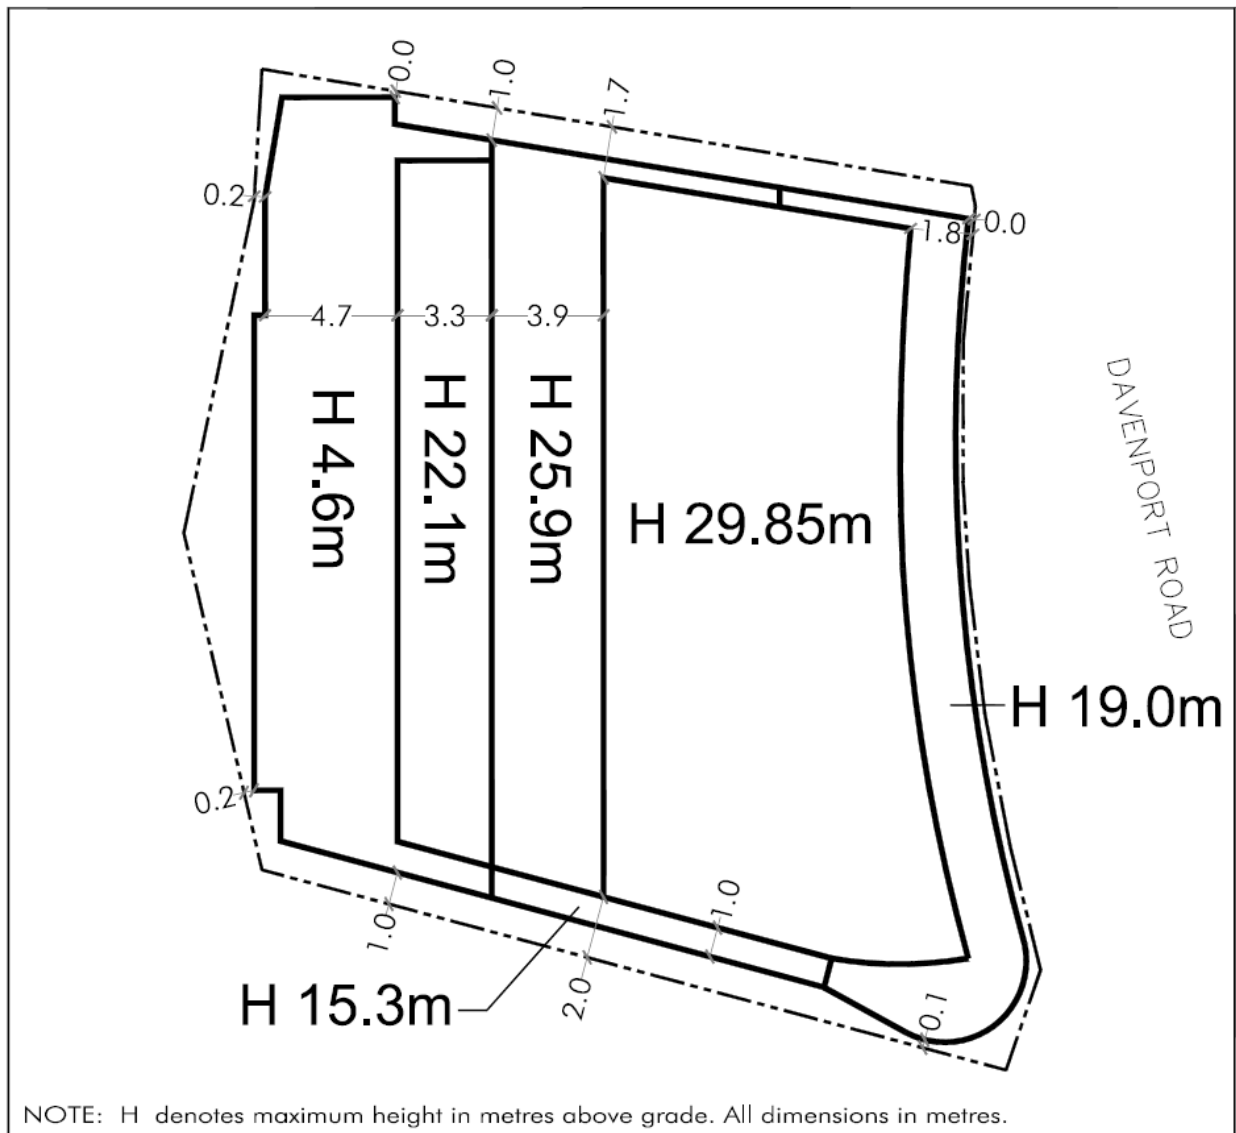 0.0
1.0
1.7
0.2
0.0
1.8
4.7
3.3
3.9
H 4.6m
H 22.1m
H 25.9m
H 29.85m
DAVENPORT ROAD
H 19.0m
0.2
1.0
1.0
2.0
H 15.3m
0.1
NOTE: H denotes maximum height in metres above grade. All dimensions in metres.